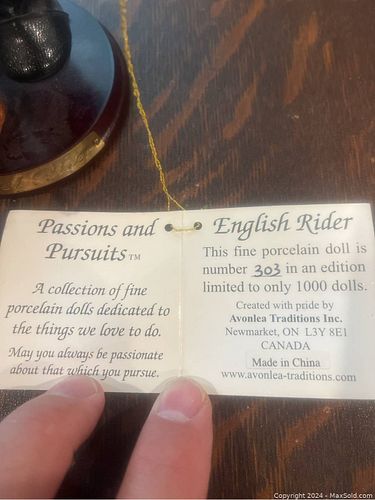 Passions and
Pursuits™
A collection of fine
porcelain dolls dedicated to
the things we love to do.
May you always be passionate
about that which you pursue.
English Rider
This fine porcelain doll is
number 303 in an edition
limited to only 1000 dolls.
Created with pride by
Avonlea Traditions Inc.
Newmarket, ON L3Y 8E1
CANADA
Made in China
www.avonlea-traditions.com
Copyright 2024 - MaxSold.com